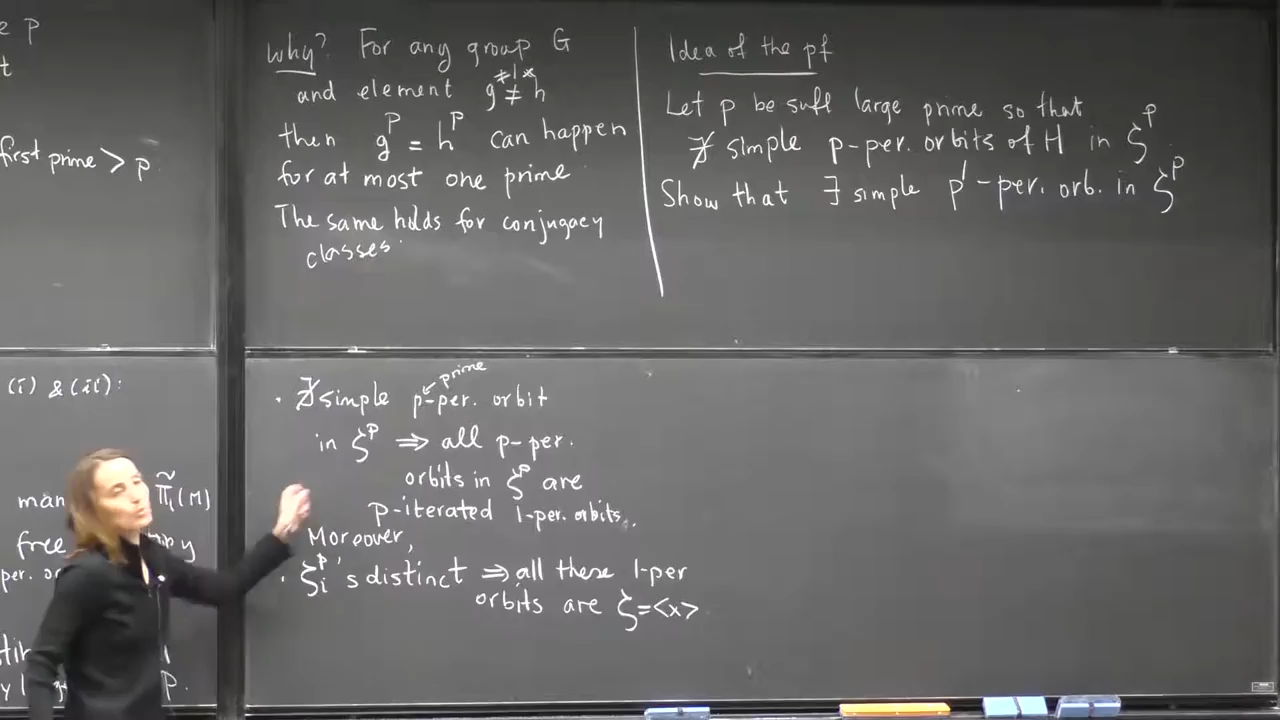 e p
t
first prime > p
why? For any group G
and element g ≠ h
then g^p = h^p can happen
for at most one prime
The same holds for conjugacy
classes.
Idea of the pf
Let p be suff large prime so that
∄ simple p-per. orbits of H in ζ^p
Show that ∃ simple p'-per. orb. in ζ^p
(i) & (ii):
π̃₁(M)
free
per.
p.
· ∄ simple p-per. orbit
prime
in ζ^p ⇒ all p-per.
orbits in ζ^p are
p-iterated 1-per. orbits.
Moreover,
· ζ_i^p's distinct ⇒ all these 1-per
orbits are ζ=<x>